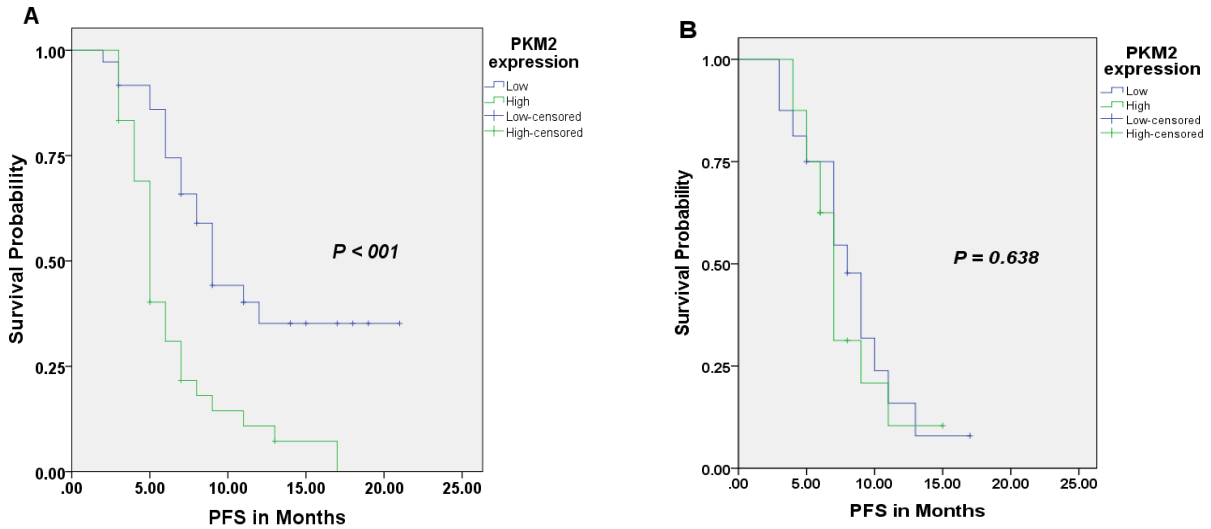 A
PKM2
expression
Low
High
Low-censored
High-censored
1.00
0.75
0.50
0.25
0.00
Survival Probability
P < 001
.00 5.00 10.00 15.00 20.00 25.00
PFS in Months
B
PKM2
expression
Low
High
Low-censored
High-censored
1.00
0.75
0.50
0.25
0.00
Survival Probability
P = 0.638
.00 5.00 10.00 15.00 20.00 25.00
PFS in Months